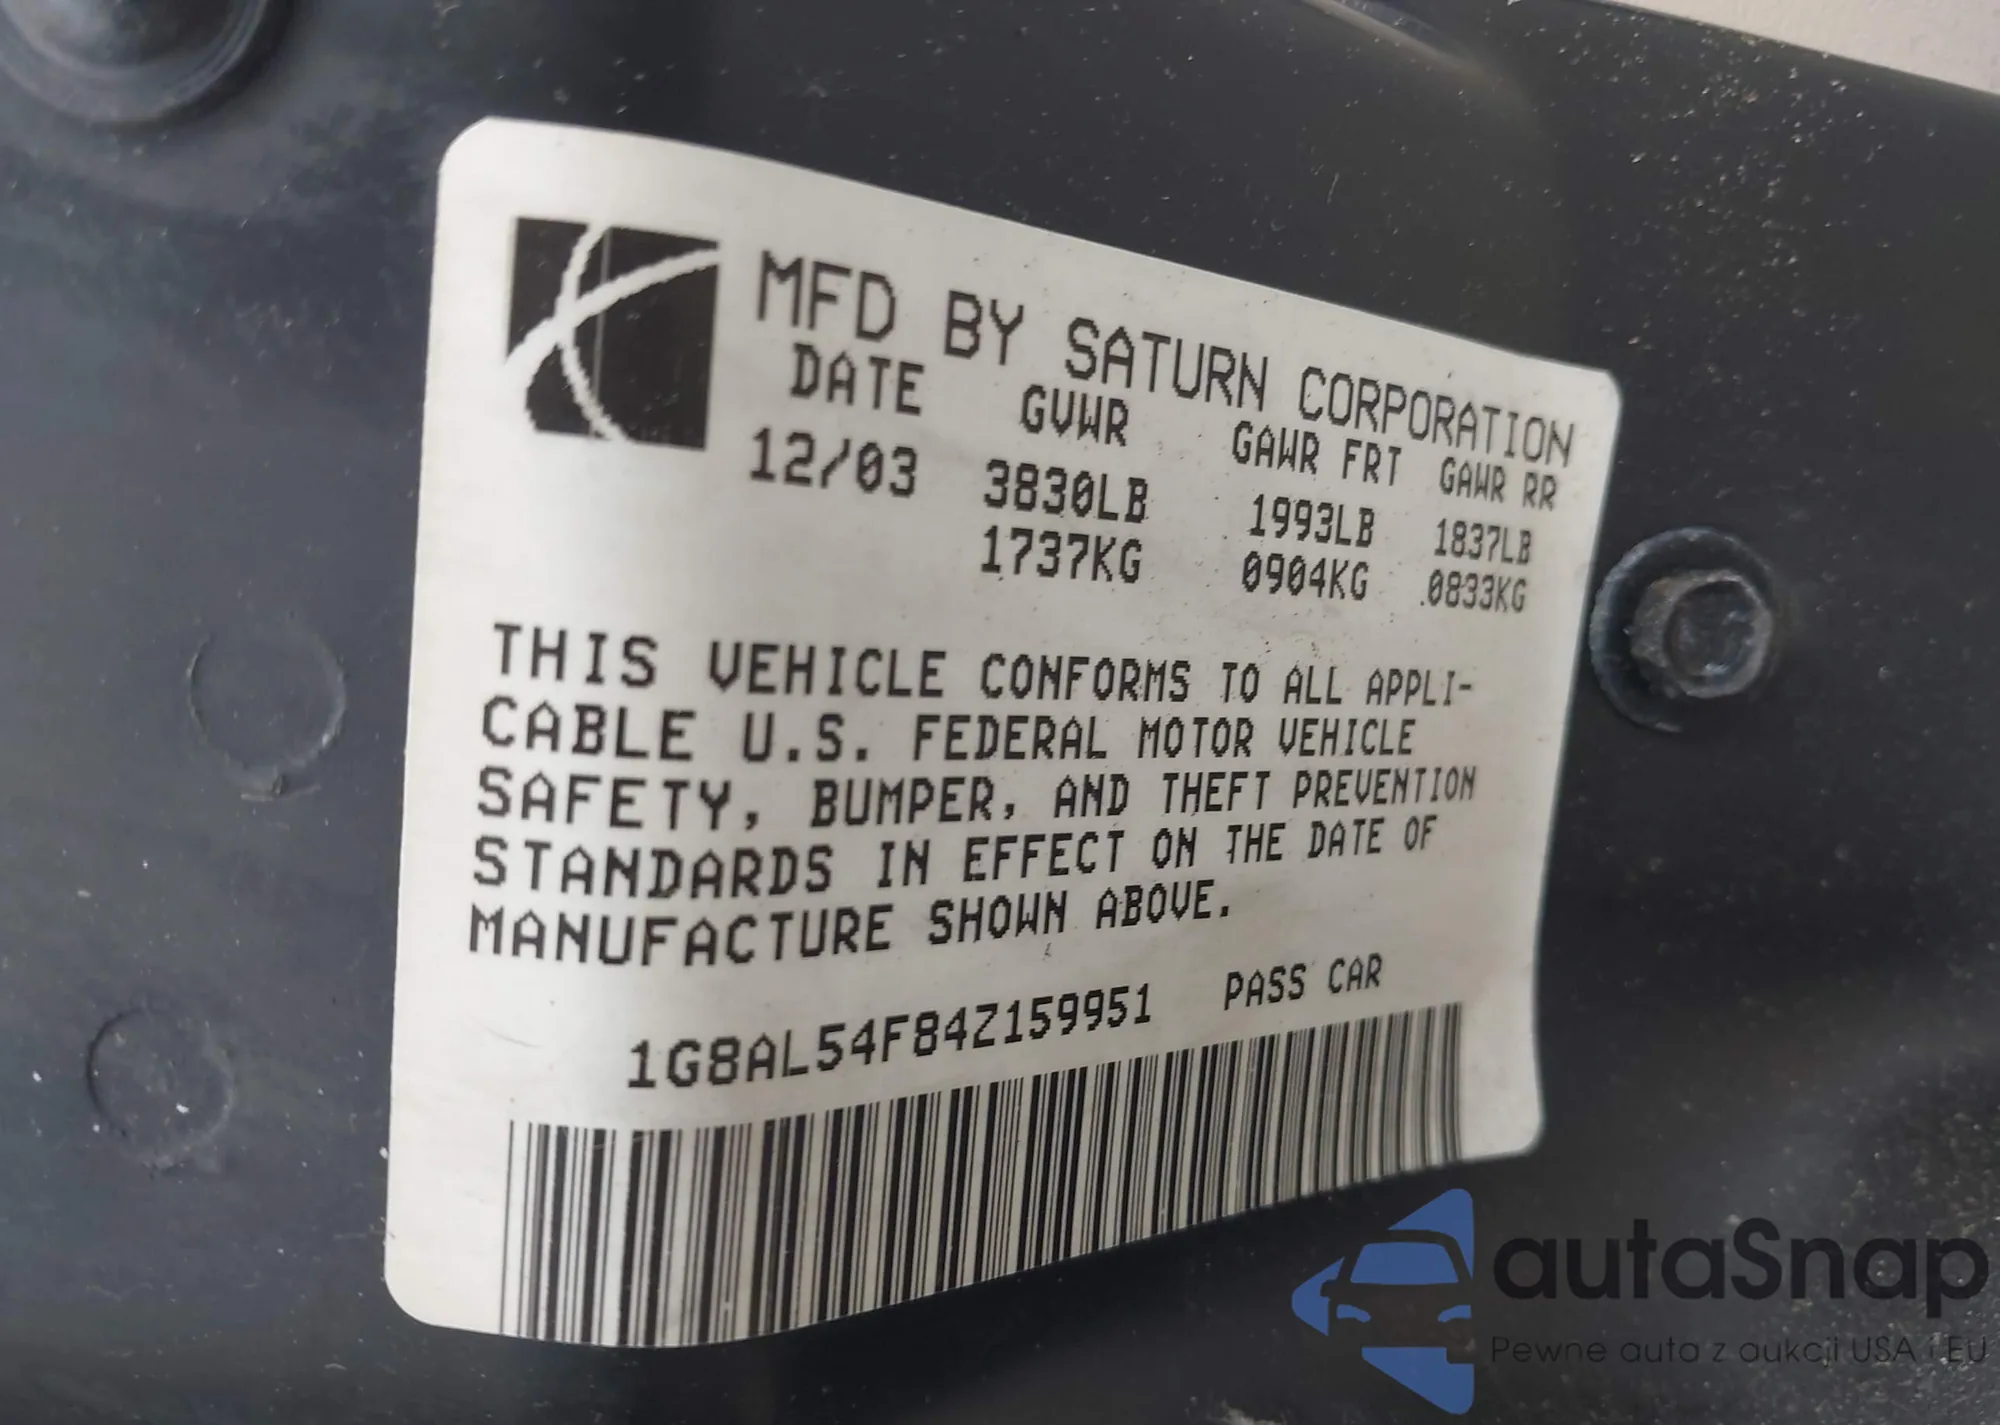 MFD BY SATURN CORPORATION
DATE GVWR GAWR FRT GAWR RR
12/03 3830LB 1993LB 1837LB
1737KG 0904KG 0833KG
THIS VEHICLE CONFORMS TO ALL APPLI-
CABLE U.S. FEDERAL MOTOR VEHICLE
SAFETY, BUMPER, AND THEFT PREVENTION
STANDARDS IN EFFECT ON THE DATE OF
MANUFACTURE SHOWN ABOVE.
1G8AL54F84Z159951 PASS CAR
autaSnap
Pewne auta z aukcji USA i EU